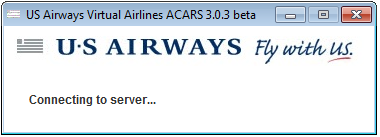 US Airways Virtual Airlines ACARS 3.0.3 beta
U·S AIRWAYS Fly with us.
Connecting to server...